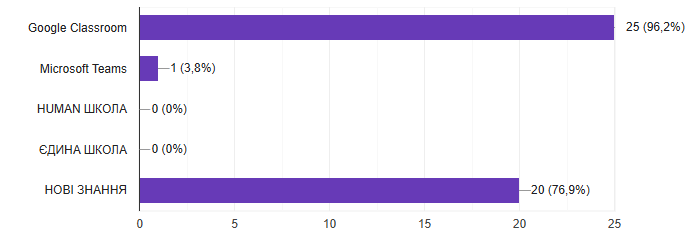 Google Classroom 25 (96,2%)
Microsoft Teams 1 (3,8%)
HUMAN ШКОЛА 0 (0%)
ЄДИНА ШКОЛА 0 (0%)
НОВІ ЗНАННЯ 20 (76,9%)
0 5 10 15 20 25